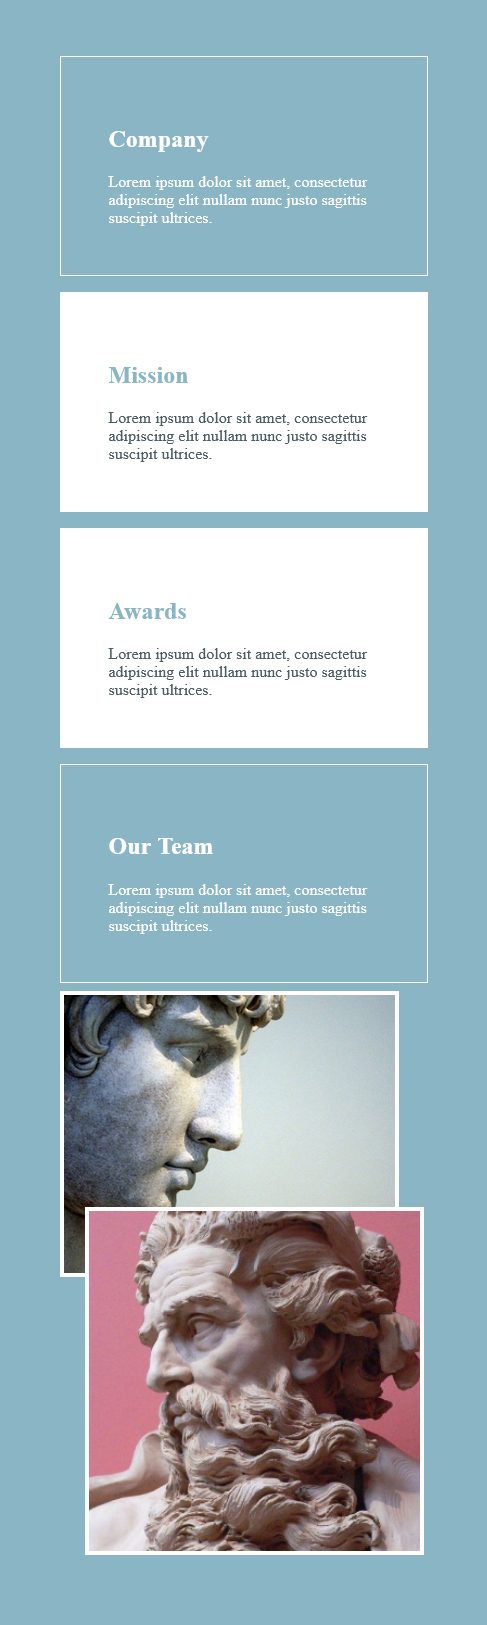 Company
Lorem ipsum dolor sit amet, consectetur
adipiscing elit nullam nunc justo sagittis
suscipit ultrices.
Mission
Lorem ipsum dolor sit amet, consectetur
adipiscing elit nullam nunc justo sagittis
suscipit ultrices.
Awards
Lorem ipsum dolor sit amet, consectetur
adipiscing elit nullam nunc justo sagittis
suscipit ultrices.
Our Team
Lorem ipsum dolor sit amet, consectetur
adipiscing elit nullam nunc justo sagittis
suscipit ultrices.